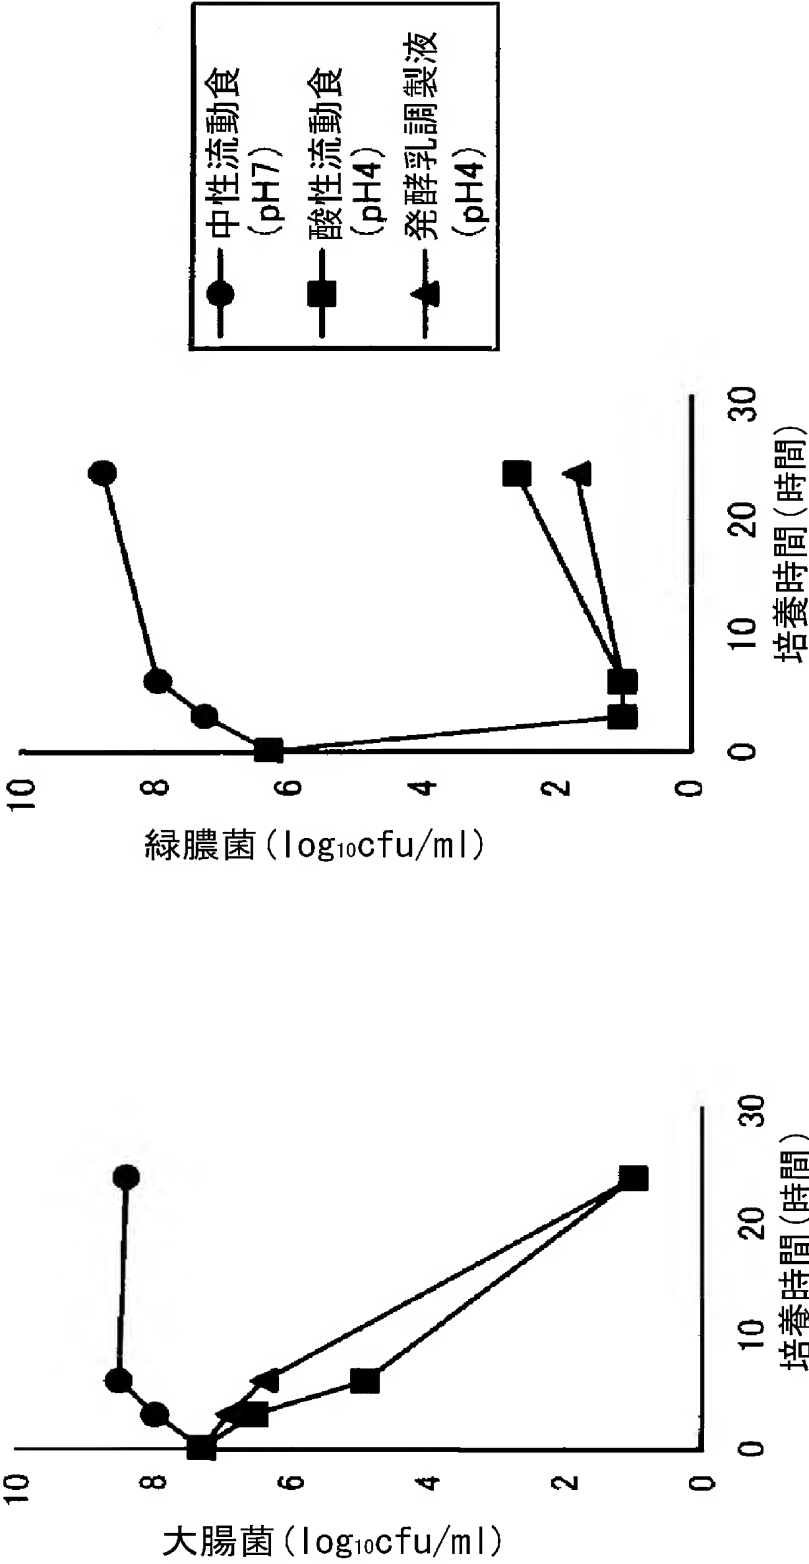 大腸菌(log₁₀cfu/ml)
10
8
6
4
2
0
0
10
20
30
培養時間(時間)
緑膿菌(log₁₀cfu/ml)
10
8
6
4
2
0
0
10
20
30
培養時間(時間)
中性流動食
(pH7)
酸性流動食
(pH4)
発酵乳調製液
(pH4)